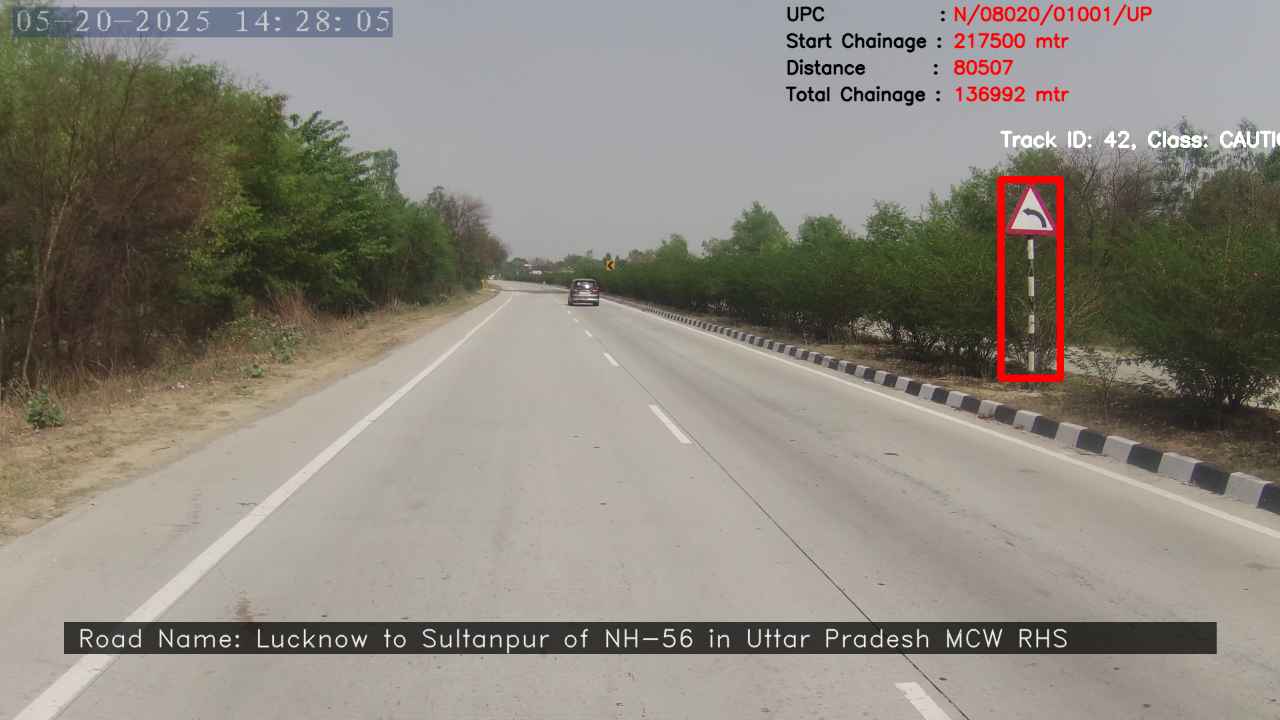 05-20-2025 14:28:05
UPC : N/08020/01001/UP
Start Chainage : 217500 mtr
Distance : 80507
Total Chainage : 136992 mtr
Track ID: 42, Class:
Road Name: Lucknow to Sultanpur of NH-56 in Uttar Pradesh MCW RHS